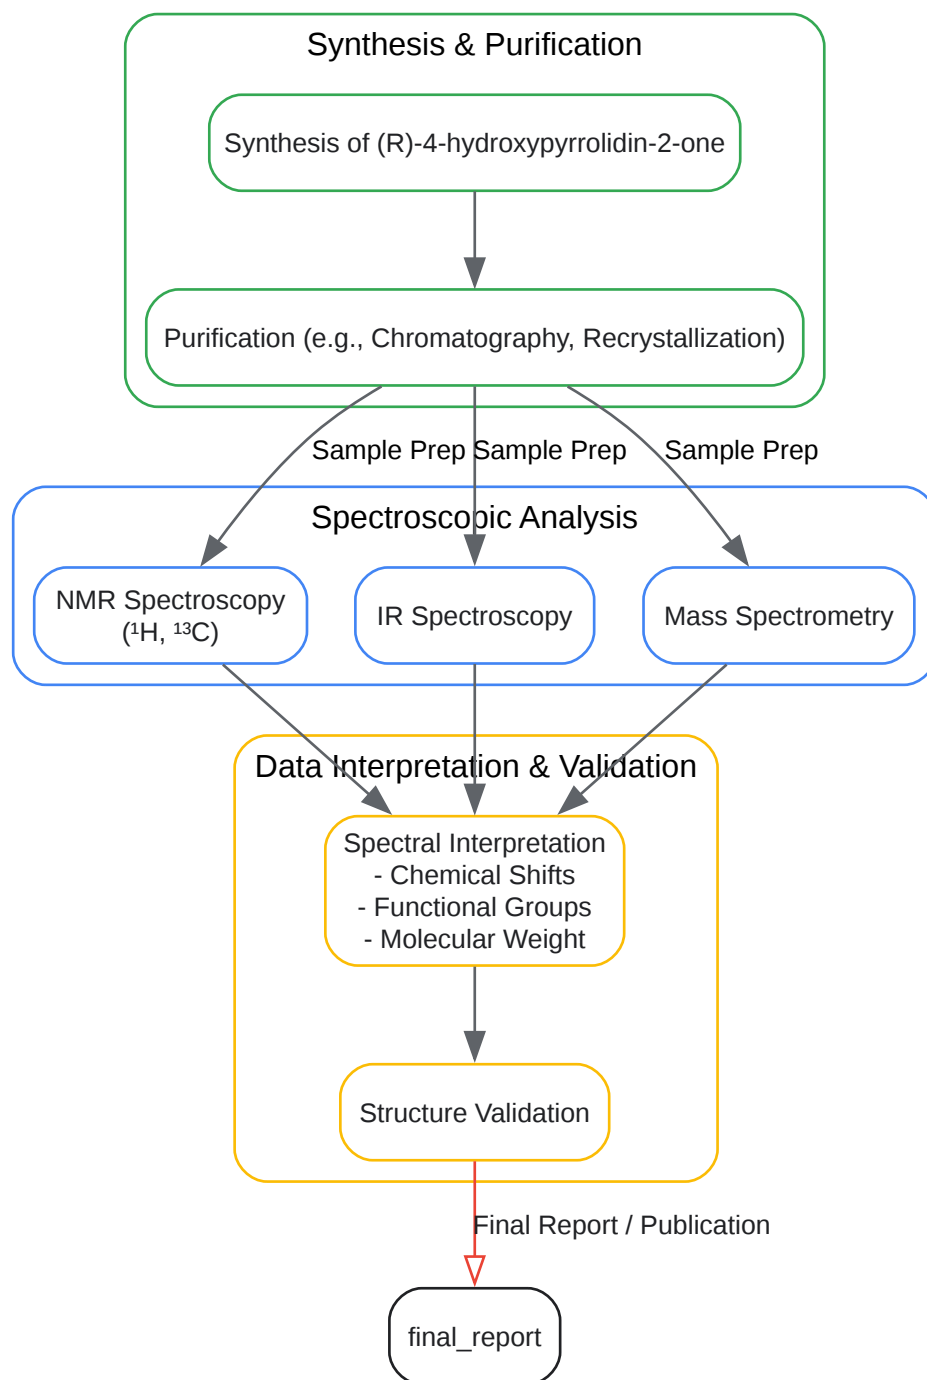 Synthesis & Purification
Synthesis of (R)-4-hydroxypyrrolidin-2-one
Purification (e.g., Chromatography, Recrystallization)
Sample Prep
Sample Prep
Sample Prep
Spectroscopic Analysis
NMR Spectroscopy
(¹H, ¹³C)
IR Spectroscopy
Mass Spectrometry
Data Interpretation & Validation
Spectral Interpretation
- Chemical Shifts
- Functional Groups
- Molecular Weight
Structure Validation
Final Report / Publication
final_report